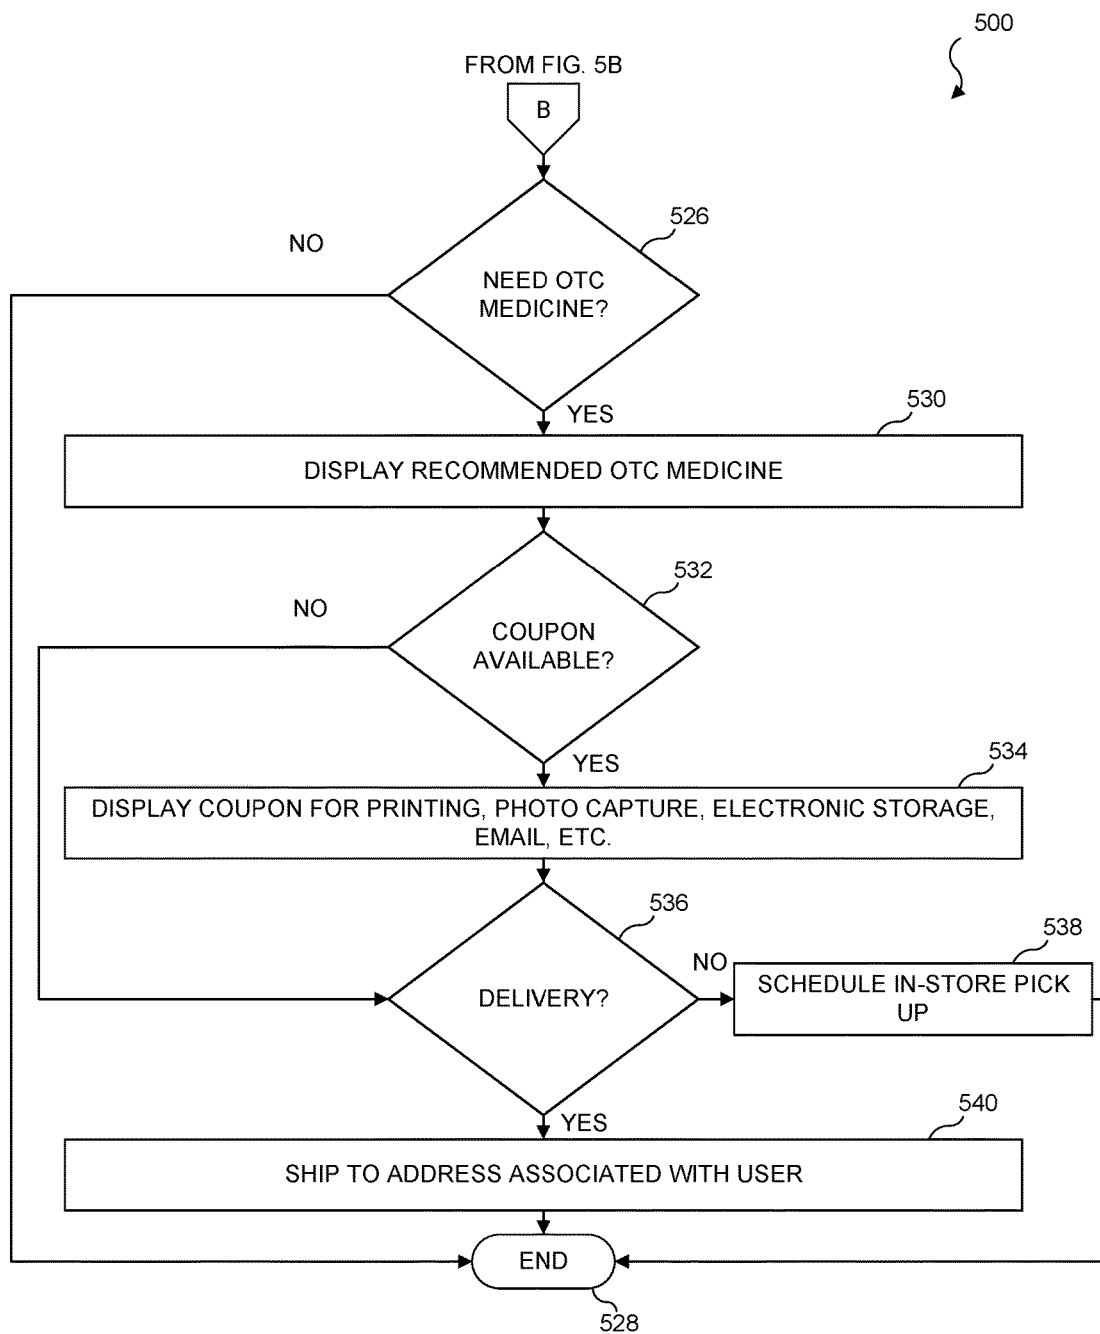 500
FROM FIG. 5B
B
526
NO
NEED OTC
MEDICINE?
YES
530
DISPLAY RECOMMENDED OTC MEDICINE
532
NO
COUPON
AVAILABLE?
YES
534
DISPLAY COUPON FOR PRINTING, PHOTO CAPTURE, ELECTRONIC STORAGE,
EMAIL, ETC.
536
538
NO
DELIVERY?
SCHEDULE IN-STORE PICK
UP
YES
540
SHIP TO ADDRESS ASSOCIATED WITH USER
END
528